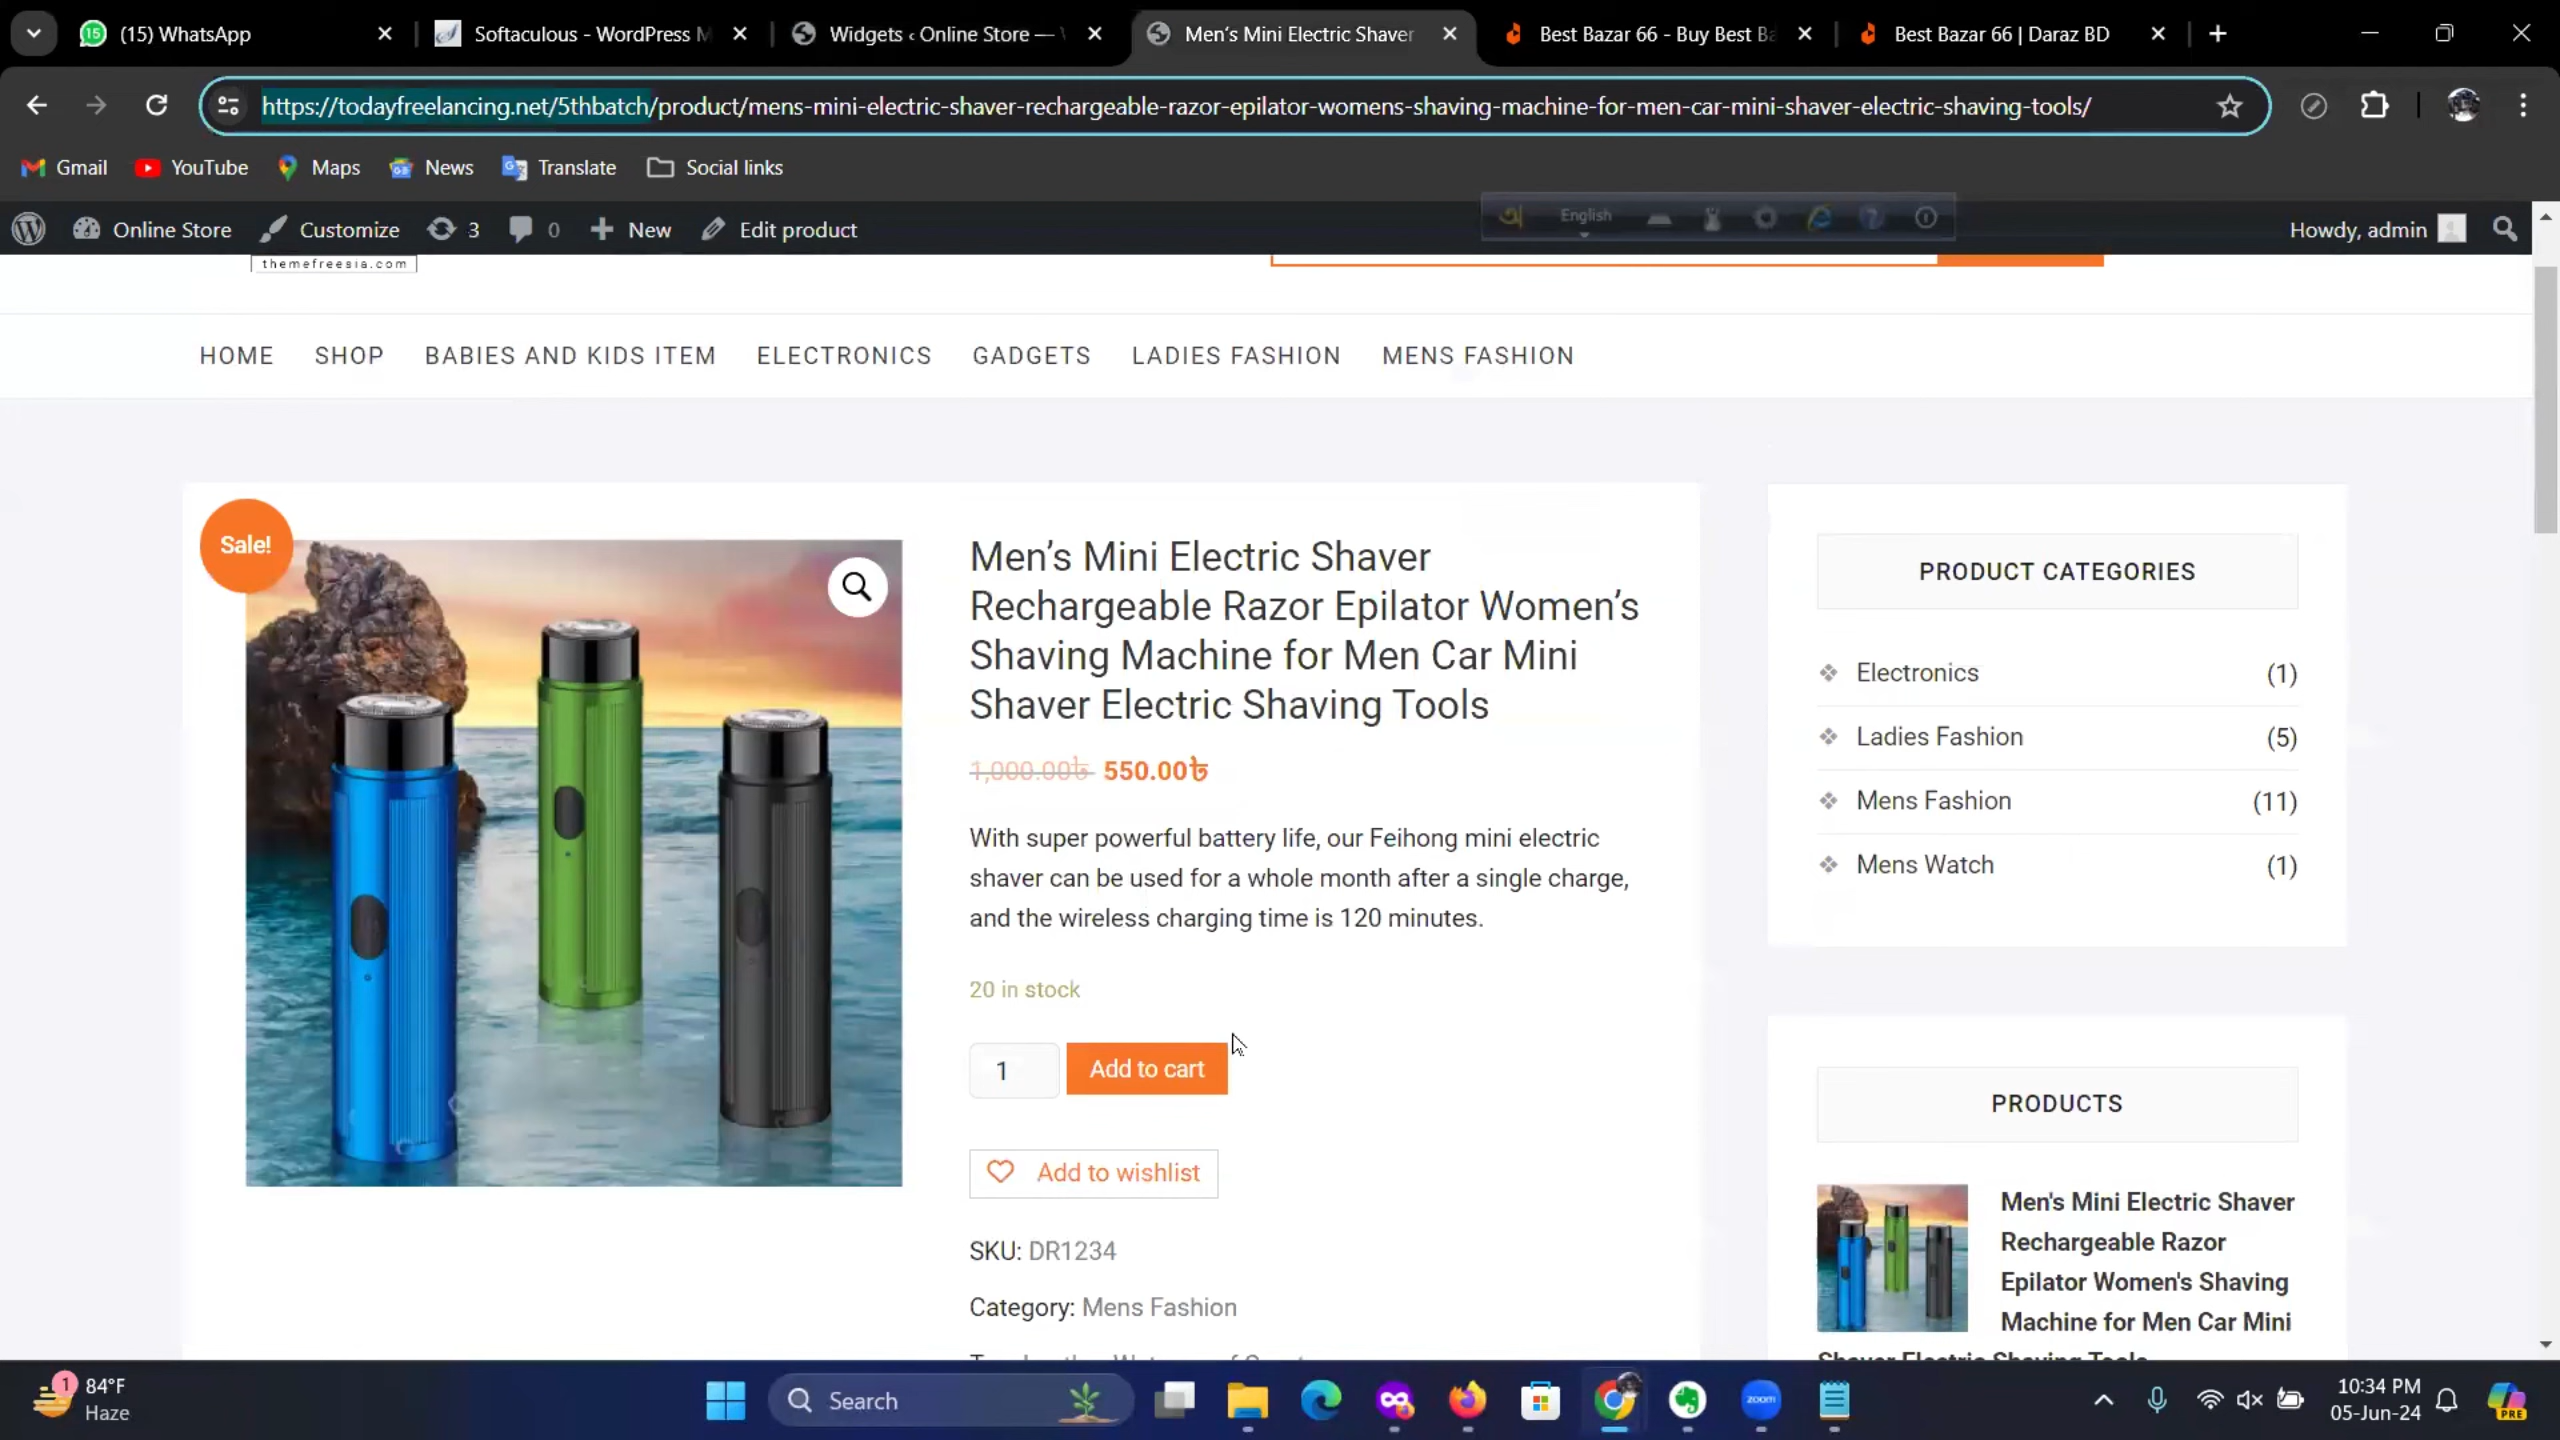 (15) WhatsApp
Softaculous - WordPress M
Widgets ‹ Online Store —
Men's Mini Electric Shaver
Best Bazar 66 - Buy Best Ba
Best Bazar 66 | Daraz BD
https://todayfreelancing.net/5thbatch/product/mens-mini-electric-shaver-rechargeable-razor-epilator-womens-shaving-machine-for-men-car-mini-shaver-electric-shaving-tools/
Gmail
YouTube
Maps
News
Translate
Social links
Online Store
Customize
3
0
New
Edit product
English
Howdy, admin
themefreesia.com
HOME
SHOP
BABIES AND KIDS ITEM
ELECTRONICS
GADGETS
LADIES FASHION
MENS FASHION
Sale!
Men’s Mini Electric Shaver
Rechargeable Razor Epilator Women’s
Shaving Machine for Men Car Mini
Shaver Electric Shaving Tools
1,000.00৳ 550.00৳
With super powerful battery life, our Feihong mini electric
shaver can be used for a whole month after a single charge,
and the wireless charging time is 120 minutes.
20 in stock
1
Add to cart
Add to wishlist
SKU: DR1234
Category: Mens Fashion
PRODUCT CATEGORIES
Electronics (1)
Ladies Fashion (5)
Mens Fashion (11)
Mens Watch (1)
PRODUCTS
Men's Mini Electric Shaver
Rechargeable Razor
Epilator Women's Shaving
Machine for Men Car Mini
Shaver Electric Shaving Tools
1
84°F
Haze
Search
zoom
10:34 PM
05-Jun-24
PRE